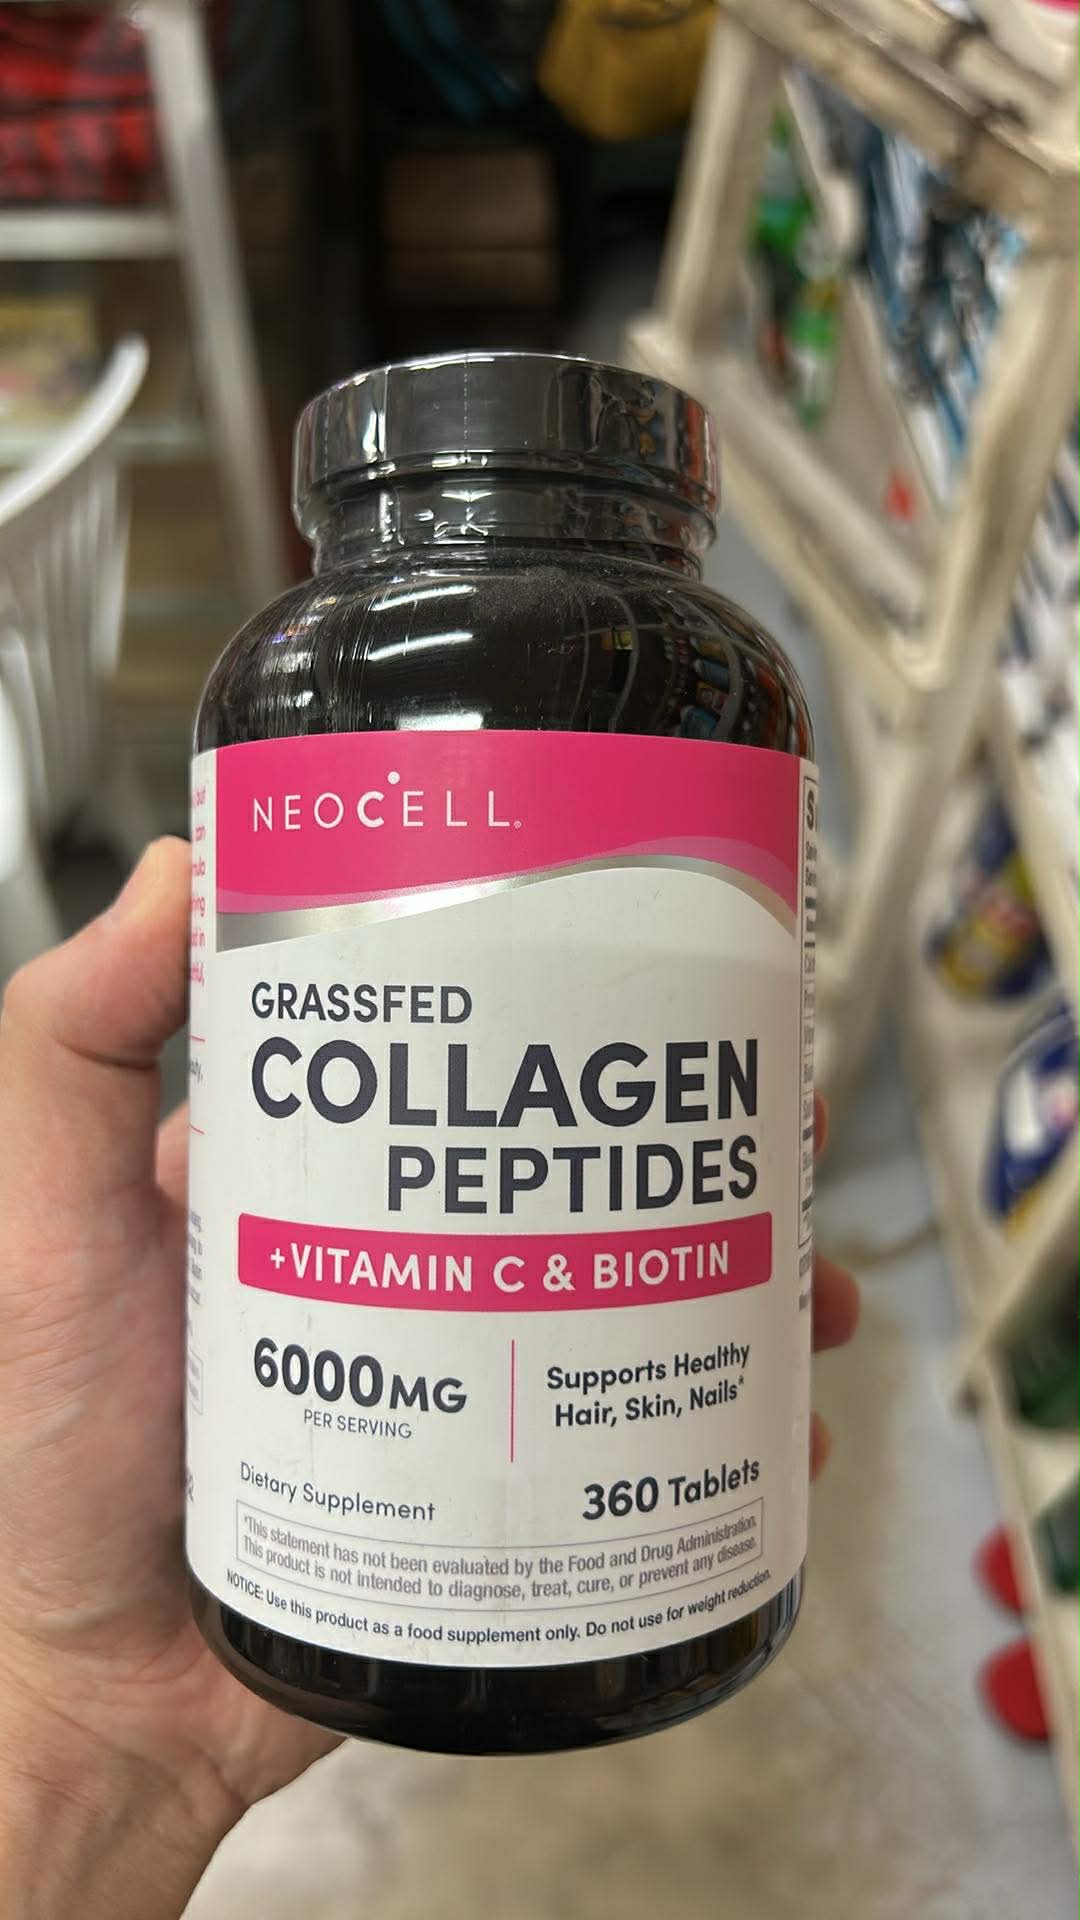 NEOCELL®
GRASSFED
COLLAGEN
PEPTIDES
+VITAMIN C & BIOTIN
6000MG
PER SERVING
Supports Healthy
Hair, Skin, Nails*
Dietary Supplement
360 Tablets
*This statement has not been evaluated by the Food and Drug Administration.
This product is not intended to diagnose, treat, cure, or prevent any disease.
NOTICE: Use this product as a food supplement only. Do not use for weight reduction.